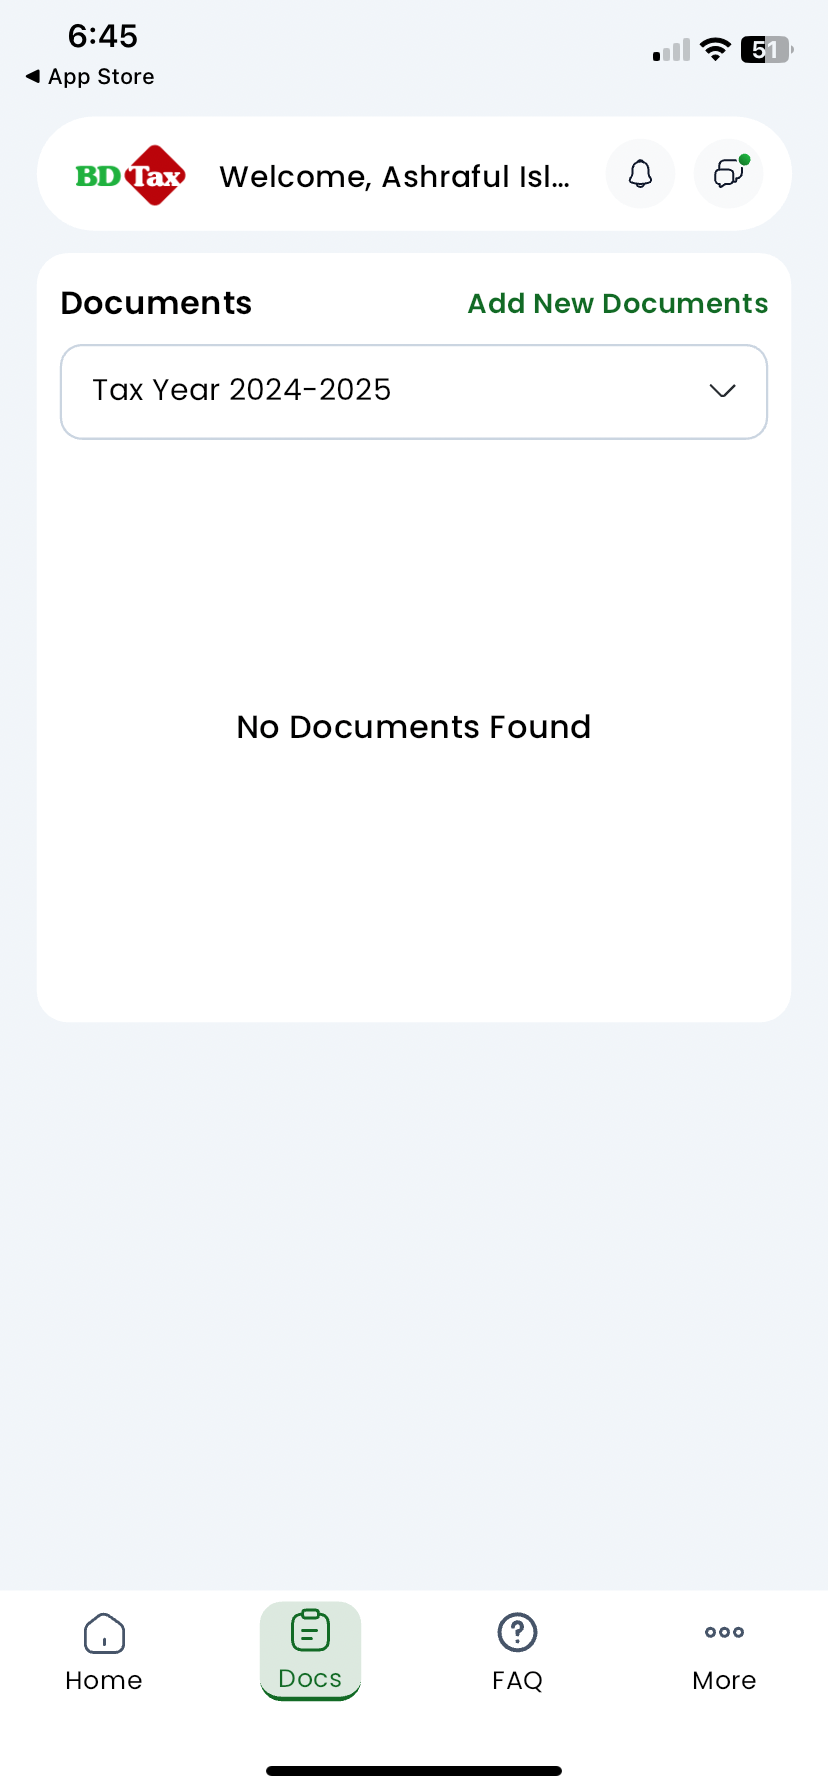 6:45
51
◀ App Store
BD Tax
Welcome, Ashraful Isl...
Documents
Add New Documents
Tax Year 2024-2025
No Documents Found
Home
Docs
FAQ
More